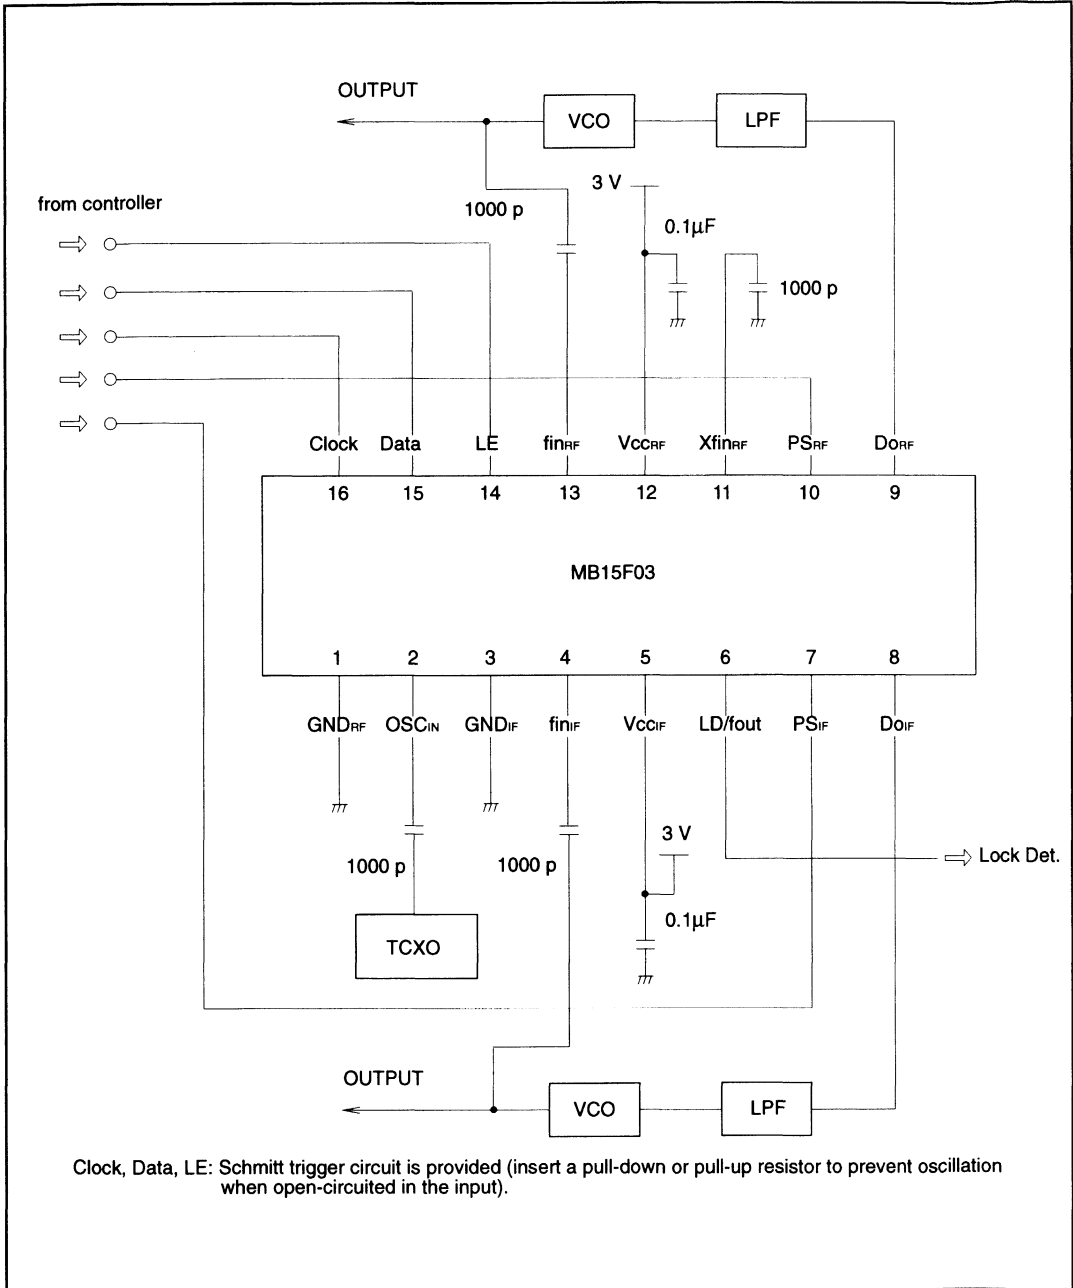 OUTPUT
VCO
LPF
3 V
from controller
1000 p
0.1µF
1000 p
Clock Data LE finRF VccRF XfinRF PSRF DoRF
16 15 14 13 12 11 10 9
MB15F03
1 2 3 4 5 6 7 8
GNDRF OSCIN GNDIF finIF VccIF LD/fout PSIF DoIF
3 V
Lock Det.
1000 p
1000 p
0.1µF
TCXO
OUTPUT
VCO
LPF
Clock, Data, LE: Schmitt trigger circuit is provided (insert a pull-down or pull-up resistor to prevent oscillation
when open-circuited in the input).